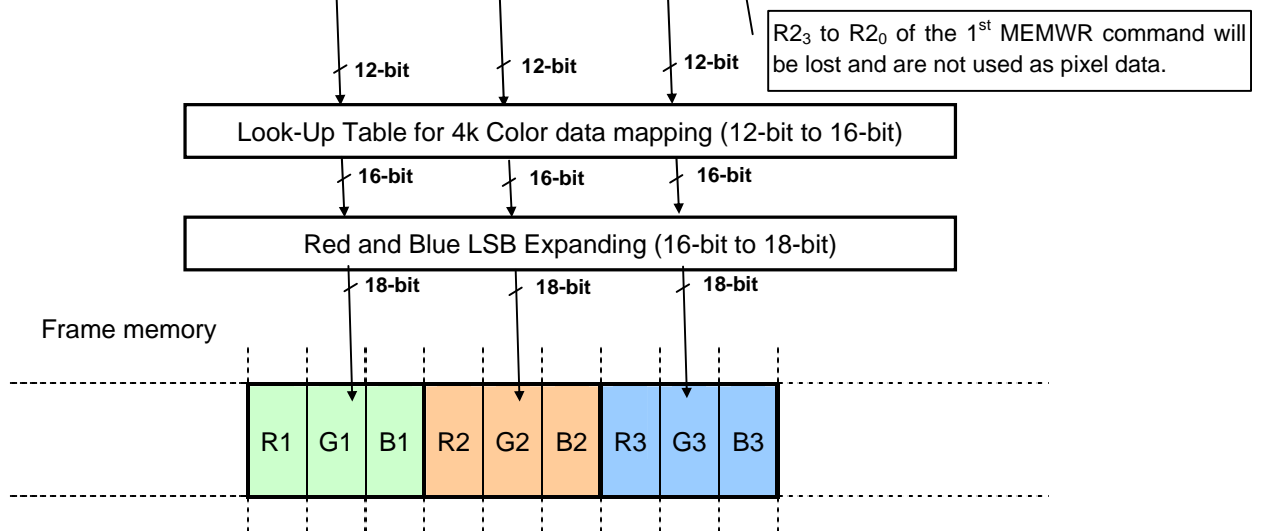 R2₃ to R2₀ of the 1ˢᵗ MEMWR command will
be lost and are not used as pixel data.
12-bit 12-bit 12-bit
Look-Up Table for 4k Color data mapping (12-bit to 16-bit)
16-bit 16-bit 16-bit
Red and Blue LSB Expanding (16-bit to 18-bit)
18-bit 18-bit 18-bit
Frame memory
R1 G1 B1 R2 G2 B2 R3 G3 B3